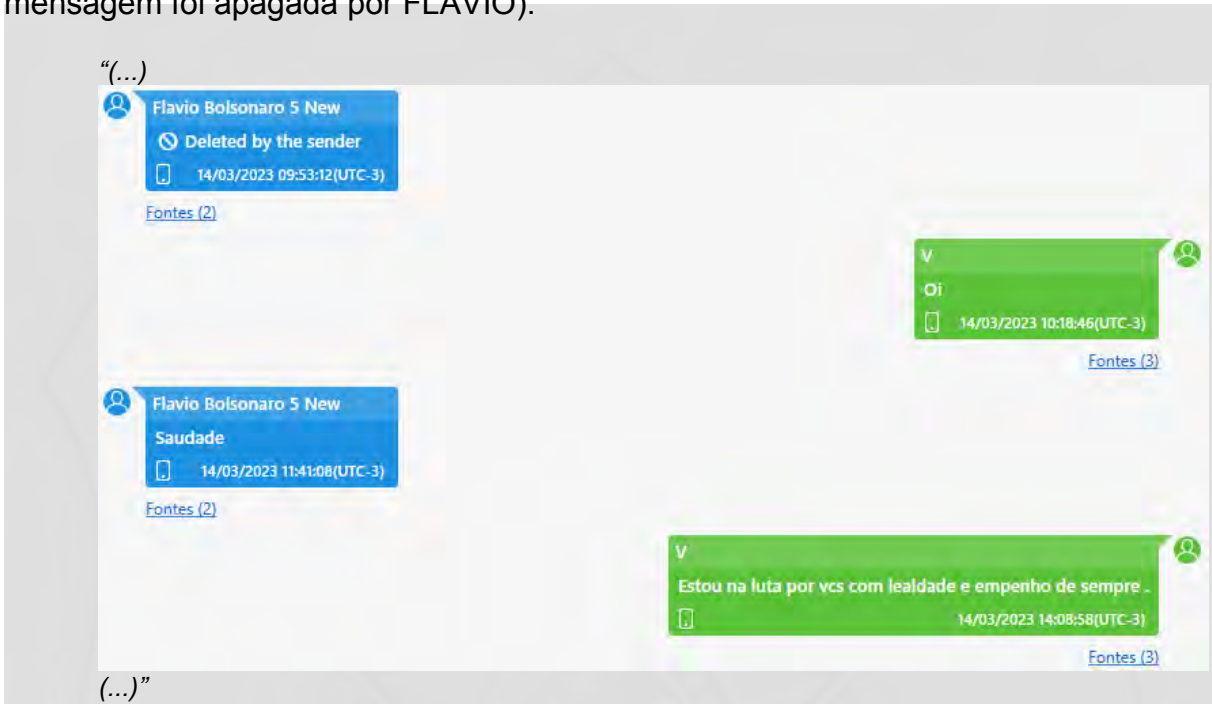 mensagem foi apagada por FLAVIO).
“(...)
Flavio Bolsonaro 5 New
Deleted by the sender
14/03/2023 09:53:12(UTC-3)
Fontes (2)
V
Oi
14/03/2023 10:18:46(UTC-3)
Fontes (3)
Flavio Bolsonaro 5 New
Saudade
14/03/2023 11:41:08(UTC-3)
Fontes (2)
V
Estou na luta por vcs com lealdade e empenho de sempre .
14/03/2023 14:08:58(UTC-3)
Fontes (3)
(...)”